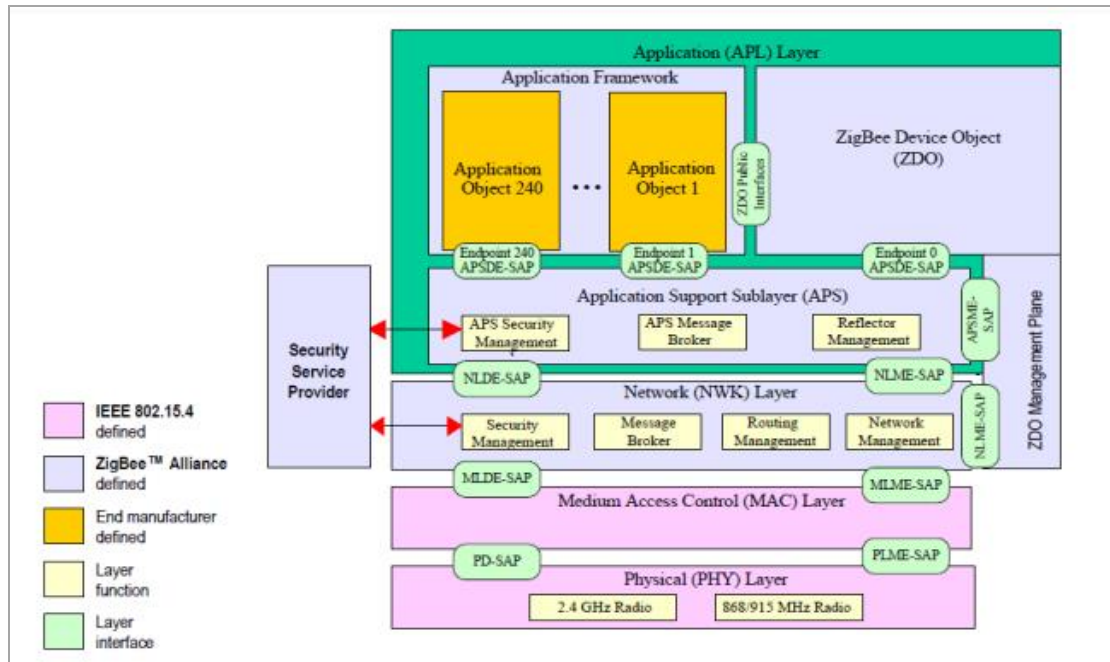 Application (APL) Layer
Application Framework
ZigBee Device Object
(ZDO)
Application
Object 240
...
Application
Object 1
ZDO Public
Interfaces
Endpoint 240
APSDE-SAP
Endpoint 1
APSDE-SAP
Endpoint 0
APSDE-SAP
Application Support Sublayer (APS)
APS Security
Management
APS Message
Broker
Reflector
Management
APSME-
SAP
ZDO Management Plane
Security
Service
Provider
NLDE-SAP
NLME-SAP
Network (NWK) Layer
Security
Management
Message
Broker
Routing
Management
Network
Management
NLME-SAP
MLDE-SAP
MLME-SAP
Medium Access Control (MAC) Layer
PD-SAP
PLME-SAP
Physical (PHY) Layer
2.4 GHz Radio
868/915 MHz Radio
IEEE 802.15.4
defined
ZigBee™ Alliance
defined
End manufacturer
defined
Layer
function
Layer
interface